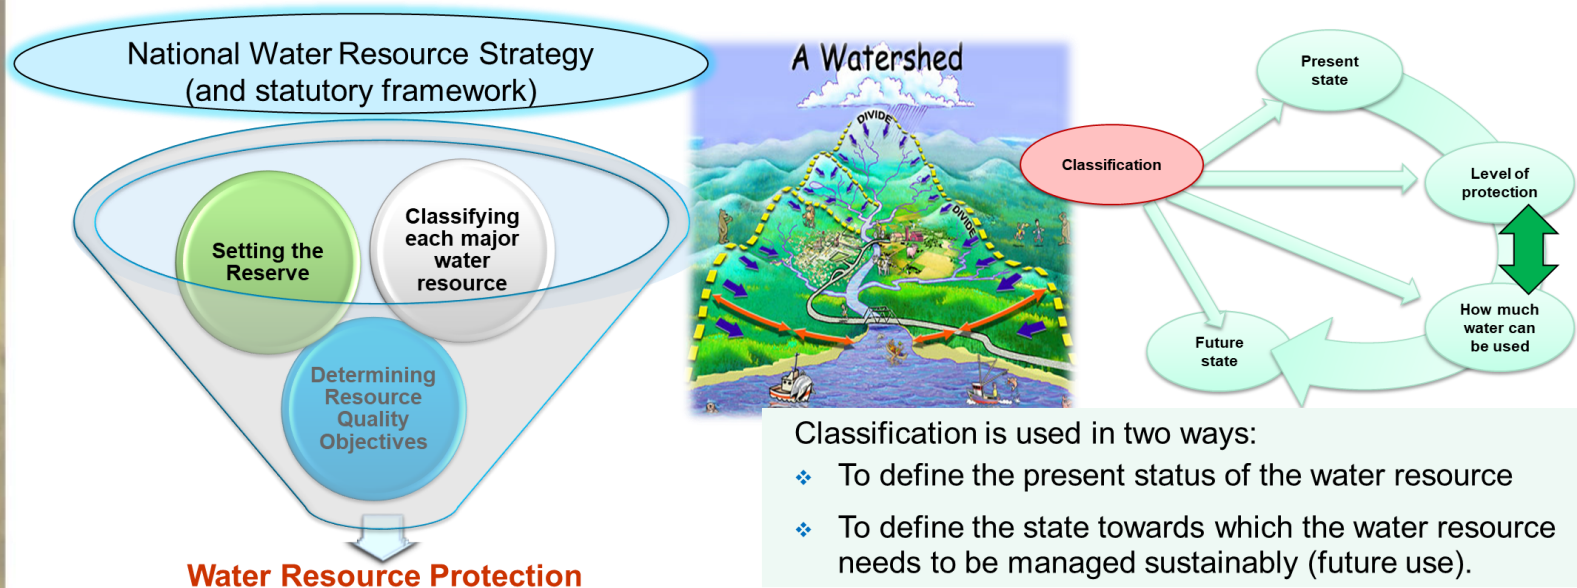 National Water Resource Strategy
(and statutory framework)
Setting the
Reserve
Classifying
each major
water
resource
Determining
Resource
Quality
Objectives
Water Resource Protection
A Watershed
DIVIDE
DIVIDE
Classification
Present
state
Level of
protection
How much
water can
be used
Future
state
Classification is used in two ways:
❖ To define the present status of the water resource
❖ To define the state towards which the water resource
needs to be managed sustainably (future use).